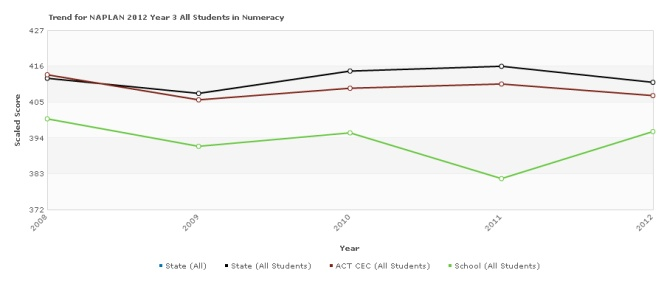 Trend for NAPLAN 2012 Year 3 All Students in Numeracy
427
416
405
394
383
372
Scaled Score
2008
2009
2010
2011
2012
Year
State (All)
State (All Students)
ACT CEC (All Students)
School (All Students)